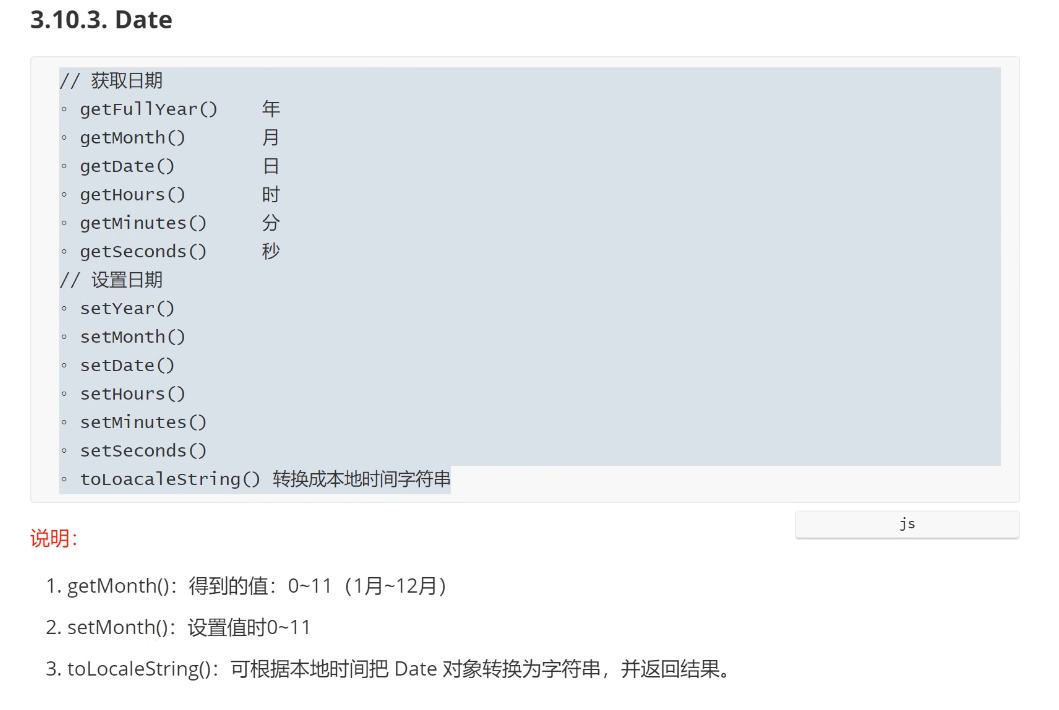 3.10.3. Date
// 获取日期
◦ getFullYear() 年
◦ getMonth() 月
◦ getDate() 日
◦ getHours() 时
◦ getMinutes() 分
◦ getSeconds() 秒
// 设置日期
◦ setYear()
◦ setMonth()
◦ setDate()
◦ setHours()
◦ setMinutes()
◦ setSeconds()
◦ toLoacaleString() 转换成本地时间字符串
js
说明：
1. getMonth()：得到的值：0~11（1月~12月）
2. setMonth()：设置值时0~11
3. toLocaleString()：可根据本地时间把 Date 对象转换为字符串，并返回结果。